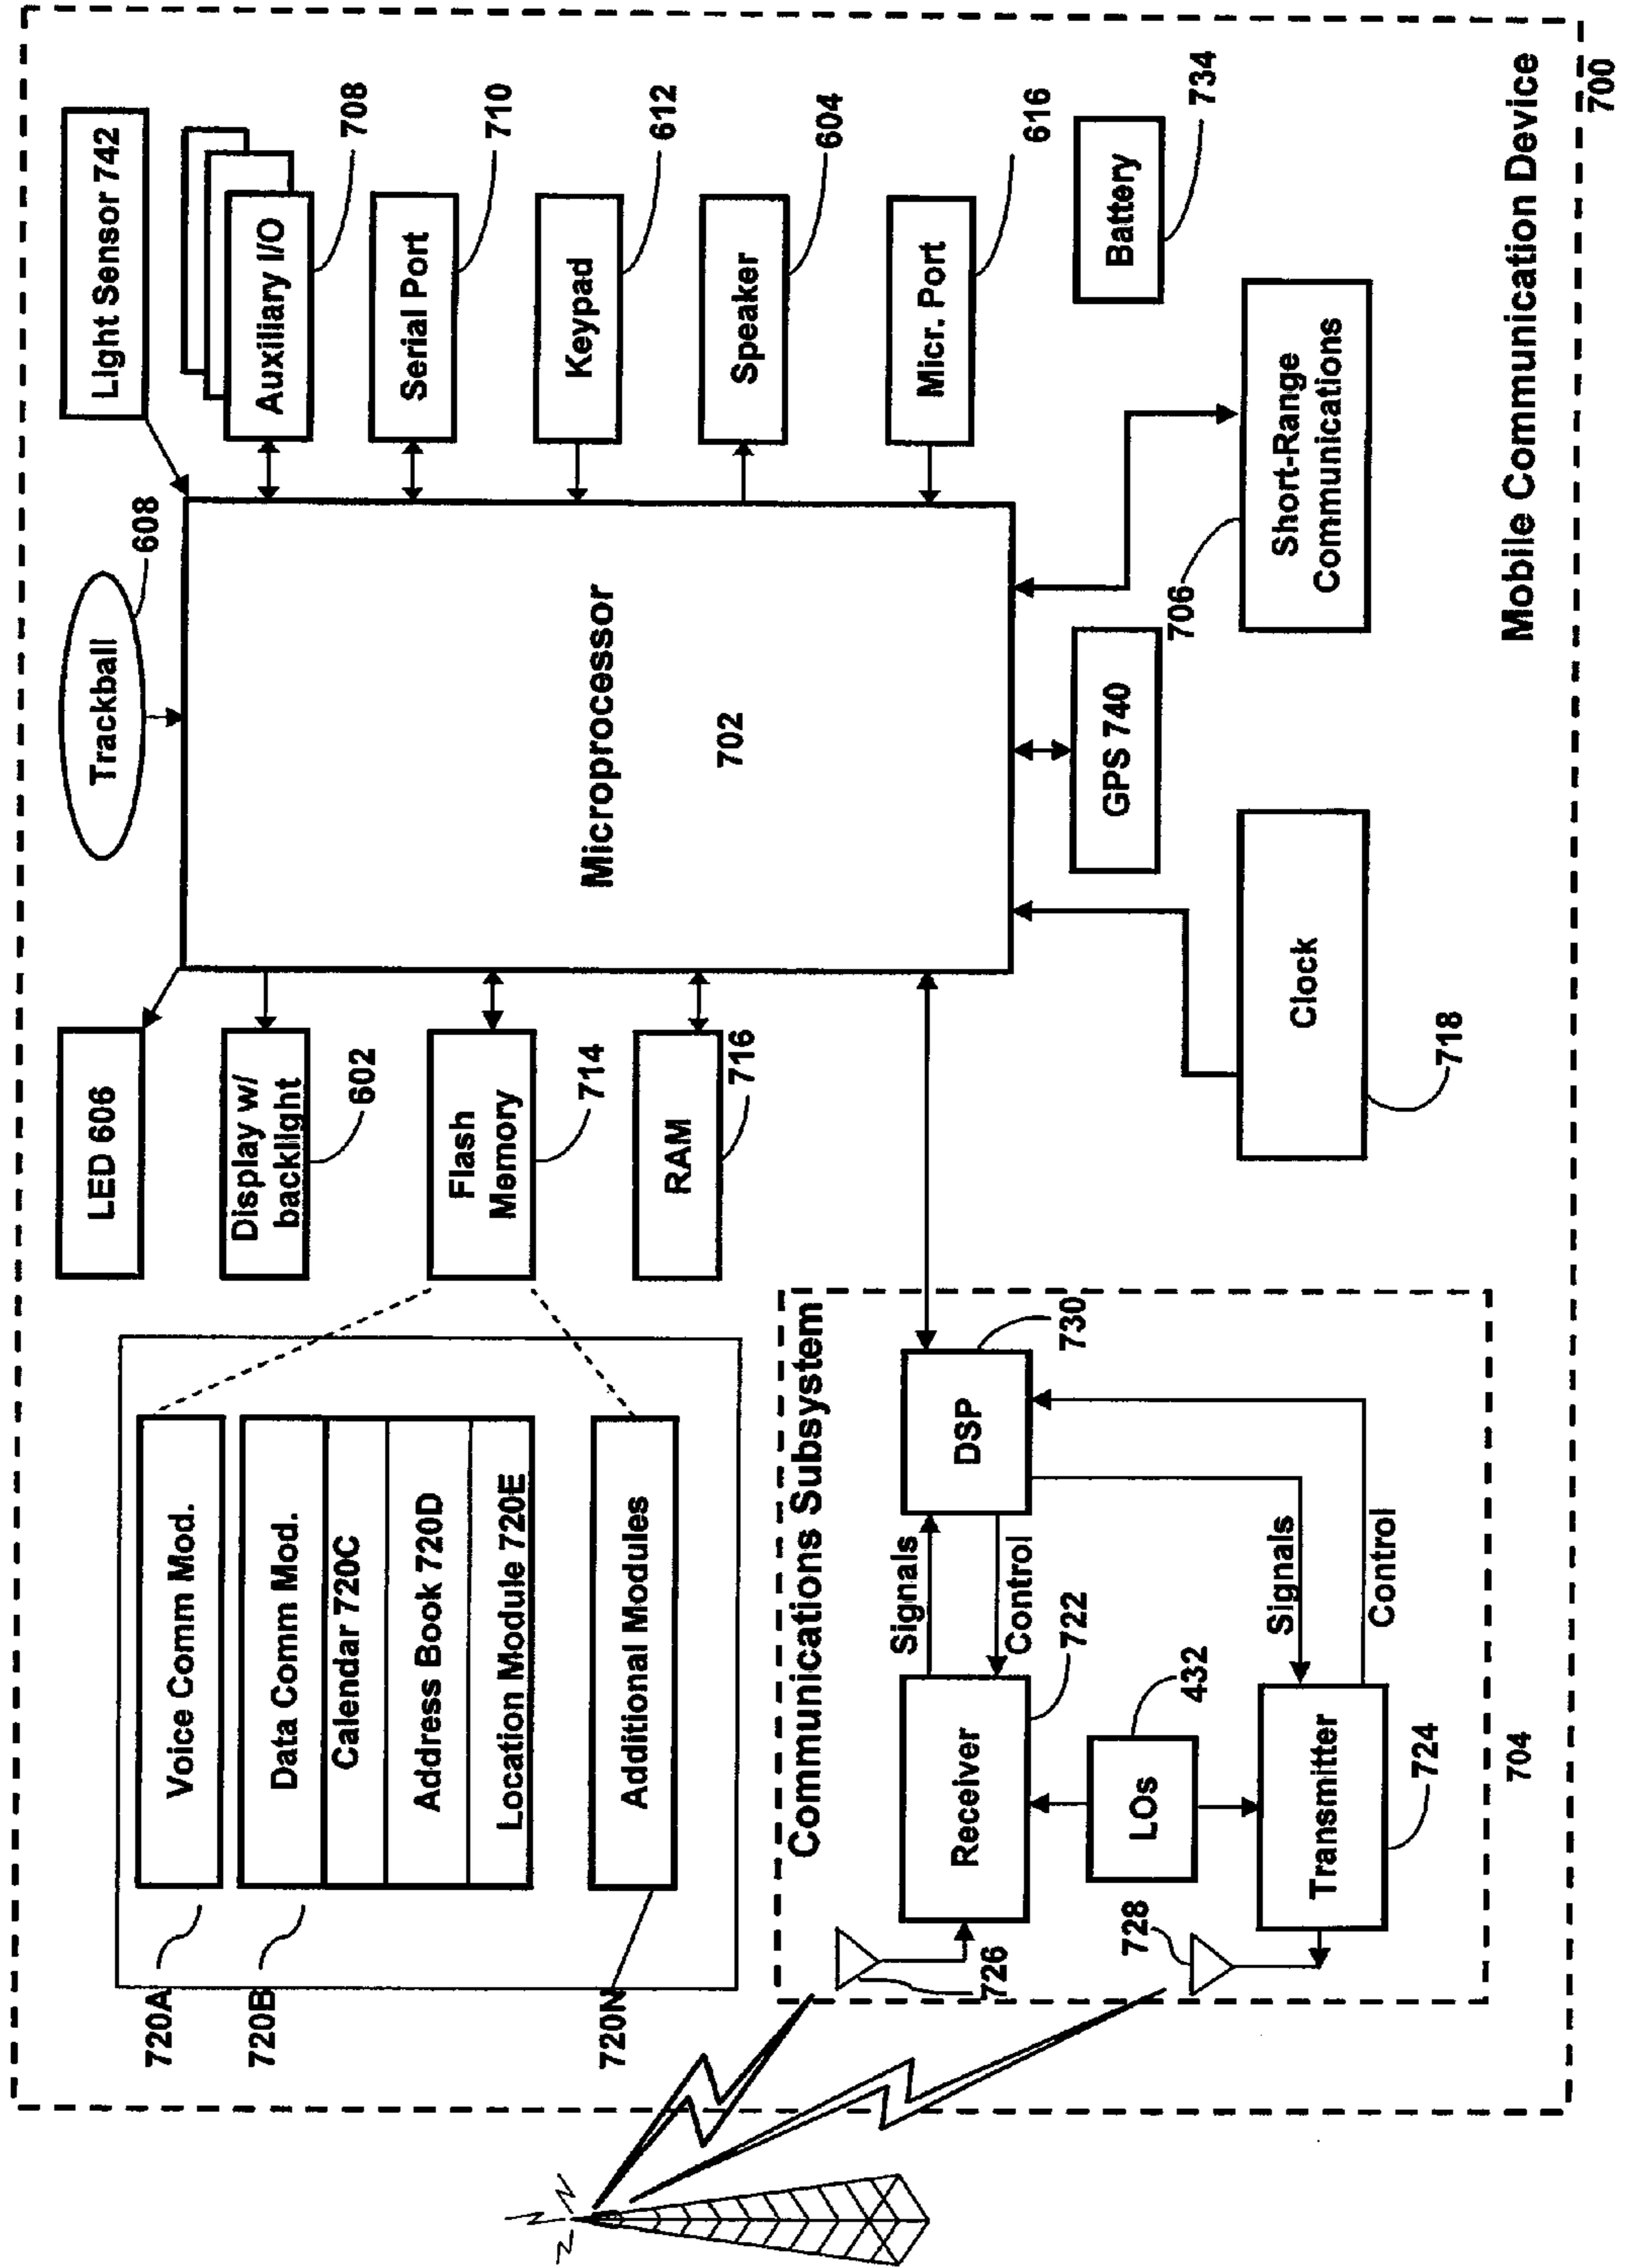 LED 606
Trackball
608
Light Sensor 742
Display w/
backlight
602
Auxiliary I/O
708
Flash
Memory
714
Serial Port
710
RAM
716
Keypad
612
Microprocessor
702
Speaker
604
Micr. Port
616
GPS 740
Battery
734
706
Short-Range
Communications
Clock
718
Voice Comm Mod.
720A
Data Comm Mod.
720B
Calendar 720C
Address Book 720D
Location Module 720E
Additional Modules
720N
Communications Subsystem
Receiver
722
Signals
Control
DSP
730
726
LOs
432
728
Transmitter
724
Signals
Control
704
Mobile Communication Device
700